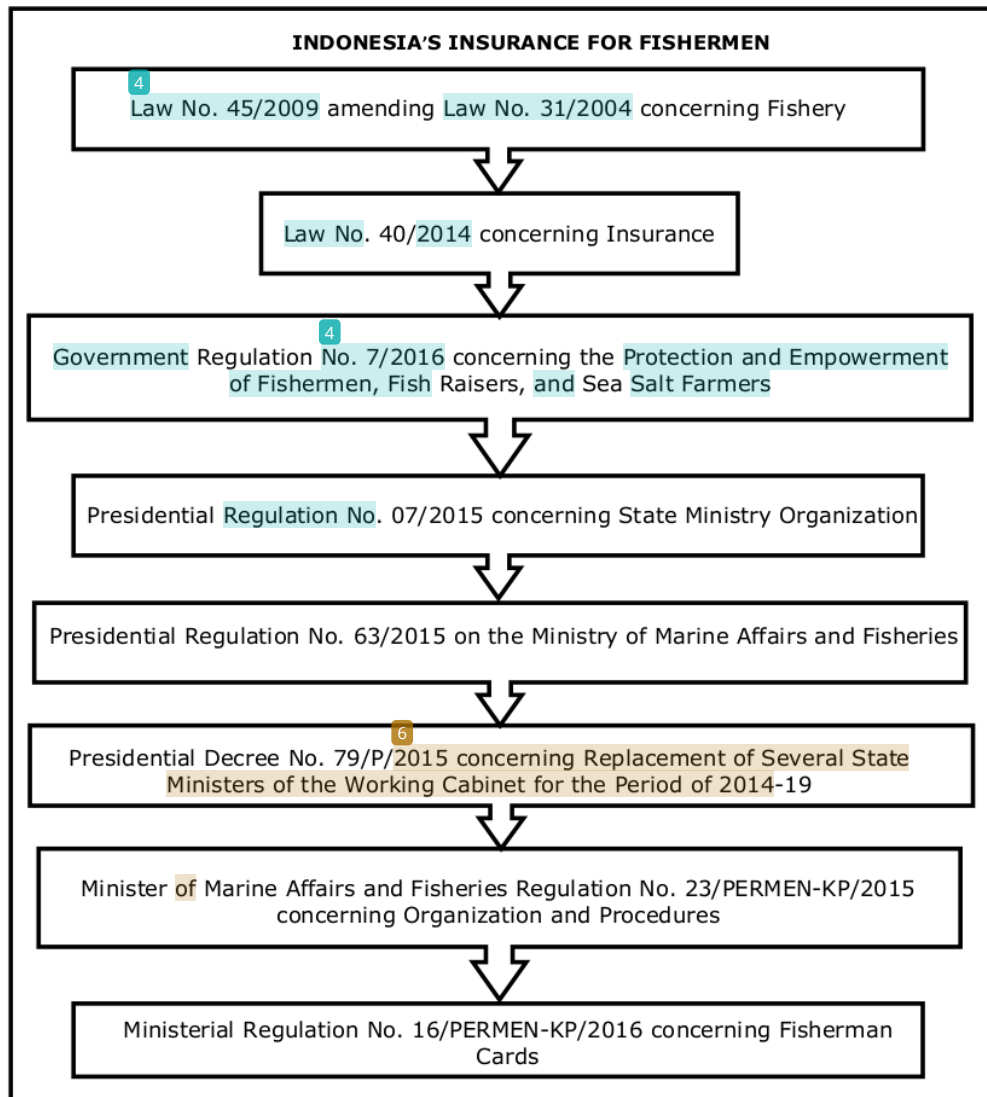 INDONESIA'S INSURANCE FOR FISHERMEN
4
Law No. 45/2009 amending Law No. 31/2004 concerning Fishery
Law No. 40/2014 concerning Insurance
4
Government Regulation No. 7/2016 concerning the Protection and Empowerment
of Fishermen, Fish Raisers, and Sea Salt Farmers
Presidential Regulation No. 07/2015 concerning State Ministry Organization
Presidential Regulation No. 63/2015 on the Ministry of Marine Affairs and Fisheries
6
Presidential Decree No. 79/P/2015 concerning Replacement of Several State
Ministers of the Working Cabinet for the Period of 2014-19
Minister of Marine Affairs and Fisheries Regulation No. 23/PERMEN-KP/2015
concerning Organization and Procedures
Ministerial Regulation No. 16/PERMEN-KP/2016 concerning Fisherman
Cards